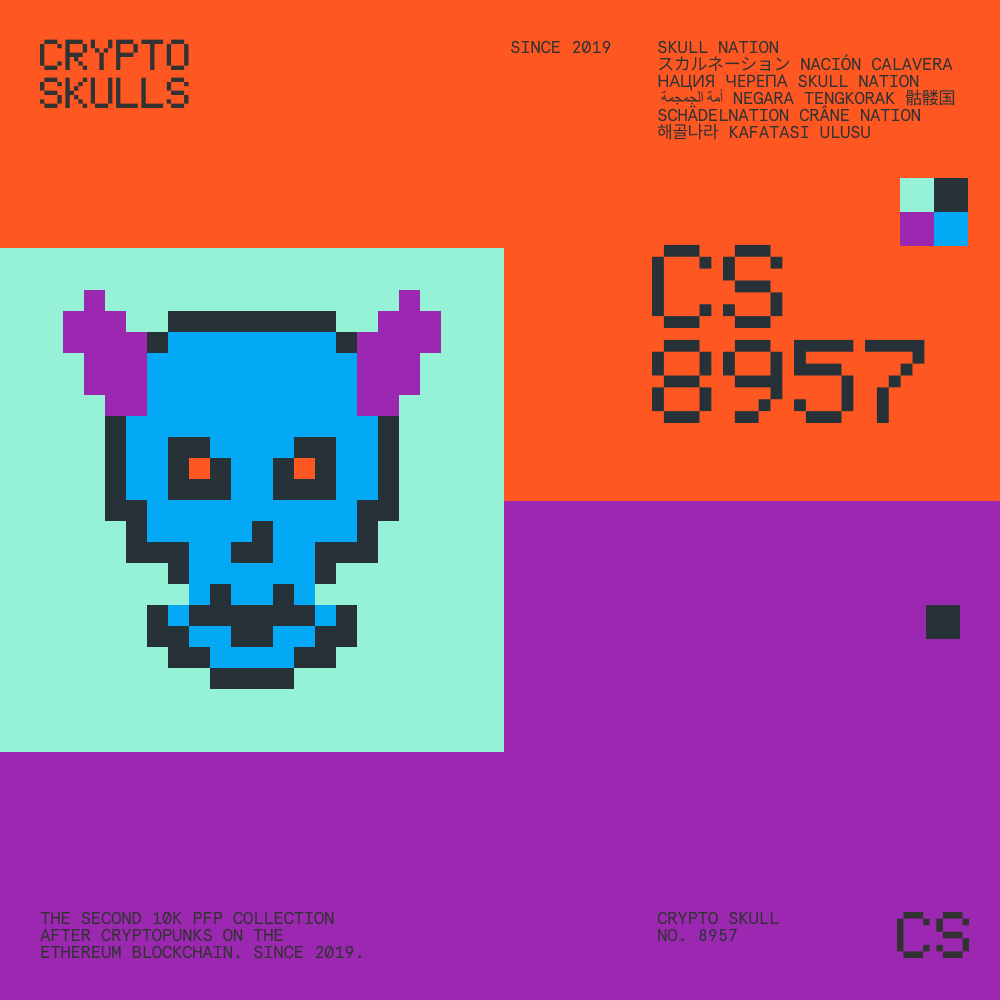 CRYPTO
SKULLS
SINCE 2019
SKULL NATION
スカルネーション NACIÓN CALAVERA
НАЦИЯ ЧЕРЕПА SKULL NATION
أمة الجمجمة NEGARA TENGKORAK 骷髅国
SCHÄDELNATION CRÂNE NATION
해골나라 KAFATASI ULUSU
CS
8957
THE SECOND 10K PFP COLLECTION
AFTER CRYPTOPUNKS ON THE
ETHEREUM BLOCKCHAIN. SINCE 2019.
CRYPTO SKULL
NO. 8957
CS